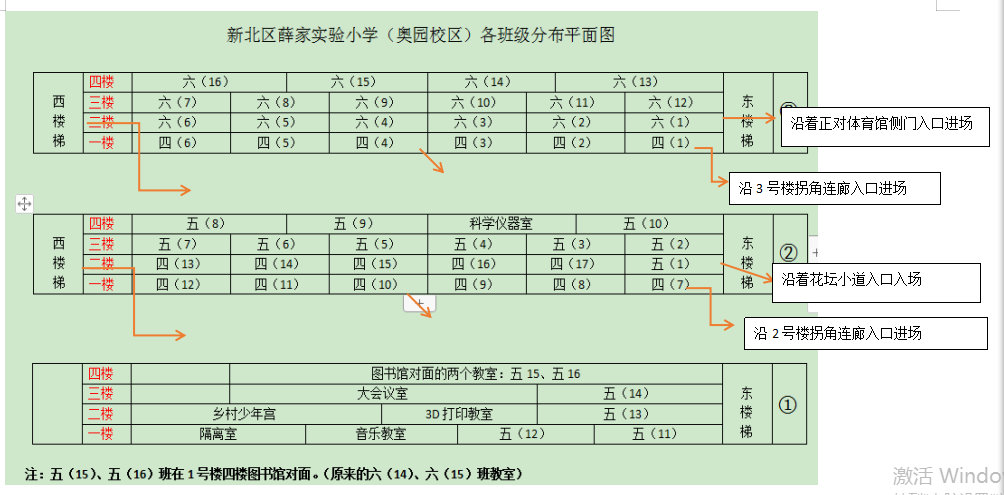 新北区薛家实验小学（奥园校区）各班级分布平面图
西楼梯
四楼 六（16） 六（15） 六（14） 六（13）
三楼 六（7） 六（8） 六（9） 六（10） 六（11） 六（12）
二楼 六（6） 六（5） 六（4） 六（3） 六（2） 六（1）
一楼 四（6） 四（5） 四（4） 四（3） 四（2） 四（1）
东楼梯
沿着正对体育馆侧门入口进场
沿 3 号楼拐角连廊入口进场
西楼梯
四楼 五（8） 五（9） 科学仪器室 五（10）
三楼 五（7） 五（6） 五（5） 五（4） 五（3） 五（2）
二楼 四（13） 四（14） 四（15） 四（16） 四（17） 五（1）
一楼 四（12） 四（11） 四（10） 四（9） 四（8） 四（7）
东楼梯
②
沿着花坛小道入口入场
沿 2 号楼拐角连廊入口进场
四楼 图书馆对面的两个教室：五 15、五 16
三楼 大会议室 五（14）
二楼 乡村少年宫 3D 打印教室 五（13）
一楼 隔离室 音乐教室 五（12） 五（11）
东楼梯
①
注：五（15）、五（16）班在 1 号楼四楼图书馆对面。（原来的六（14）、六（15）班教室）
激活 Window